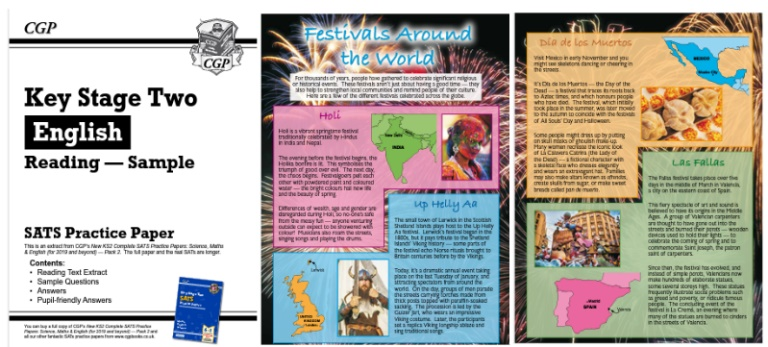 CGP
CGP
Key Stage Two
English
Reading — Sample
SATS Practice Paper
This is an extract from CGP's New KS2 Complete SATS Practice Papers: Science, Maths
& English (for 2019 and beyond) — Pack 2. The full paper and the real SATs are longer.
Contents:
• Reading Text Extract
• Sample Questions
• Answers
• Pupil-friendly Answers
You can buy a full copy of CGP's New KS2 Complete SATS Practice
Papers: Science, Maths & English (for 2019 and beyond) — Pack 2 and
all our other fantastic SATS practice papers from www.cgpbooks.co.uk.
Festivals Around
the World
For thousands of years, people have gathered to celebrate significant religious
or historical events. These festivals aren't just about having a good time — they
also help to strengthen local communities and remind people of their culture.
Here are a few of the different festivals celebrated across the globe.
Holi
Holi is a vibrant springtime festival
traditionally celebrated by Hindus
in India and Nepal.
The evening before the festival begins, the
Holika bonfire is lit. This symbolises the
triumph of good over evil. The next day,
the chaos begins. Festivalgoers pelt each
other with powdered paint and coloured
water — the bright colours hail new life
and the beauty of spring.
Differences of wealth, age and gender are
disregarded during Holi, so no-one's safe
from the messy fun — anyone venturing
outside can expect to be showered with
colour! Musicians also roam the streets,
singing songs and playing the drums.
New Delhi
INDIA
Up Helly Aa
The small town of Lerwick in the Scottish
Shetland Islands plays host to the Up Helly
Aa festival. Lerwick's festival began in the
1880s, but it pays tribute to the Shetland
Islands' Viking history — some parts of
the festival echo Norse rituals brought to
British centuries before by the Vikings.
Today, it's a dramatic annual event taking
place on the last Tuesday of January, and
attracting spectators from around the
world. On the day, groups of men parade
the streets carrying torches made from
thick posts topped with paraffin-soaked
sacking. The procession is led by the
Guizer Jarl, who wears an impressive
Viking costume. Later, the participants
set a replica Viking longship ablaze and
sing traditional songs.
Lerwick
UNITED
KINGDOM
London
Día de los Muertos
Visit Mexico in early November and you
might see skeletons dancing or cheering in
the streets.
It's Día de los Muertos — the Day of the
Dead — a festival that traces its roots back
to Aztec times, and which honours people
who have died. The festival, which initially
took place in the summer, was later moved
to the autumn to coincide with the festivals
of All Souls' Day and Halloween.
Some people might dress up by putting
on skull masks or ghoulish make-up.
Many women recreate the iconic look
of La Calavera Catrina (the Lady of the
Dead) — a fictional character with
a skeletal face who dresses elegantly
and wears an extravagant hat. Families
may also make altars known as ofrendas,
create skulls from sugar, or make sweet
breads called pan de muerto.
MEXICO
Mexico City
Las Fallas
The Fallas festival takes place over five
days in the middle of March in Valencia,
a city on the eastern coast of Spain.
The fiery spectacle of art and sound is
believed to have its origins in the Middle
Ages. A group of Valencian carpenters
are thought to have gone out into the
streets and burned their parots — wooden
devices used to hold their lights — to
celebrate the coming of spring and to
commemorate Saint Joseph, the patron
saint of carpenters.
Since then, the festival has evolved, and
instead of simple parots, Valencians now
make hundreds of elaborate statues,
some several storeys high. These statues
frequently illustrate social problems such
as greed and poverty, or ridicule famous
people. The concluding event of the
festival is La Cremà, an evening where
many of the statues are burned to cinders
in the streets of Valencia.
Madrid
SPAIN
Valencia